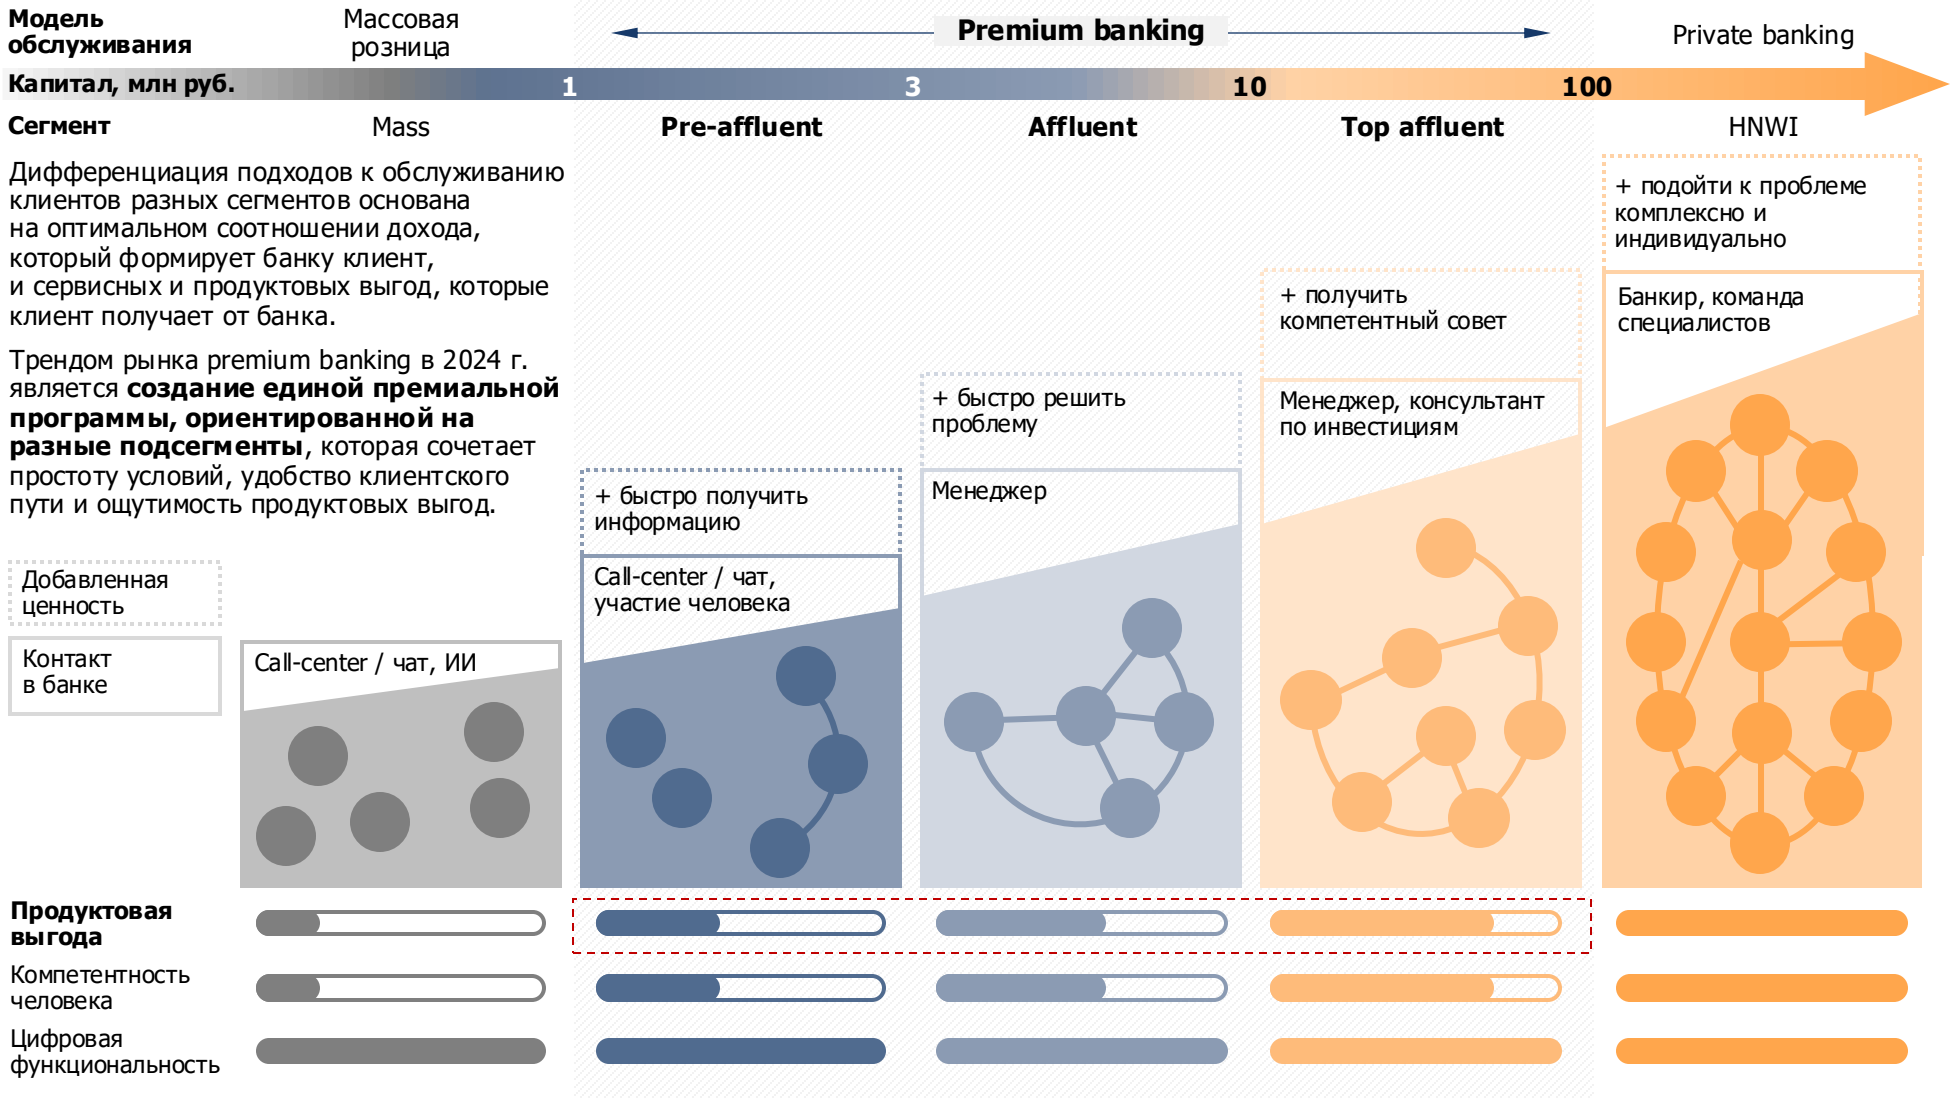 Модель
обслуживания
Массовая
розница
Premium banking
Private banking
Капитал, млн руб.
1
3
10
100
Сегмент
Mass
Pre-affluent
Affluent
Top affluent
HNWI
Дифференциация подходов к обслуживанию
клиентов разных сегментов основана
на оптимальном соотношении дохода,
который формирует банку клиент,
и сервисных и продуктовых выгод, которые
клиент получает от банка.
Трендом рынка premium banking в 2024 г.
является создание единой премиальной
программы, ориентированной на
разные подсегменты, которая сочетает
простоту условий, удобство клиентского
пути и ощутимость продуктовых выгод.
Добавленная
ценность
Контакт
в банке
Call-center / чат, ИИ
+ быстро получить
информацию
Call-center / чат,
участие человека
+ быстро решить
проблему
Менеджер
+ получить
компетентный совет
Менеджер, консультант
по инвестициям
+ подойти к проблеме
комплексно и
индивидуально
Банкир, команда
специалистов
Продуктовая
выгода
Компетентность
человека
Цифровая
функциональность